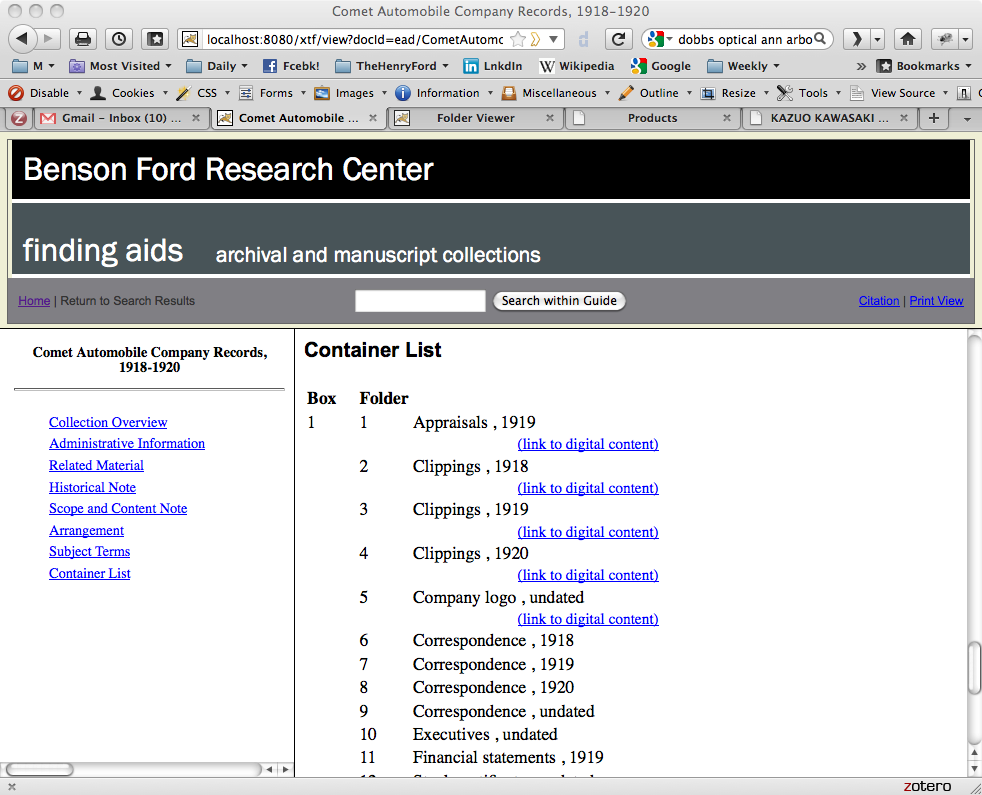 Comet Automobile Company Records, 1918–1920
localhost:8080/xtf/view?docId=ead/CometAutomo
dobbs optical ann arbo
M Most Visited Daily Fcebk! TheHenryFord LnkdIn Wikipedia Google Weekly » Bookmarks
Disable Cookies CSS Forms Images Information Miscellaneous Outline Resize Tools View Source
Gmail – Inbox (10) ... Comet Automobile ... Folder Viewer Products KAZUO KAWASAKI ...
Benson Ford Research Center
finding aids archival and manuscript collections
Home | Return to Search Results Search within Guide Citation | Print View
Comet Automobile Company Records,
1918-1920
Collection Overview
Administrative Information
Related Material
Historical Note
Scope and Content Note
Arrangement
Subject Terms
Container List
Container List
Box Folder
1 1 Appraisals , 1919
(link to digital content)
2 Clippings , 1918
(link to digital content)
3 Clippings , 1919
(link to digital content)
4 Clippings , 1920
(link to digital content)
5 Company logo , undated
(link to digital content)
6 Correspondence , 1918
7 Correspondence , 1919
8 Correspondence , 1920
9 Correspondence , undated
10 Executives , undated
11 Financial statements , 1919
zotero